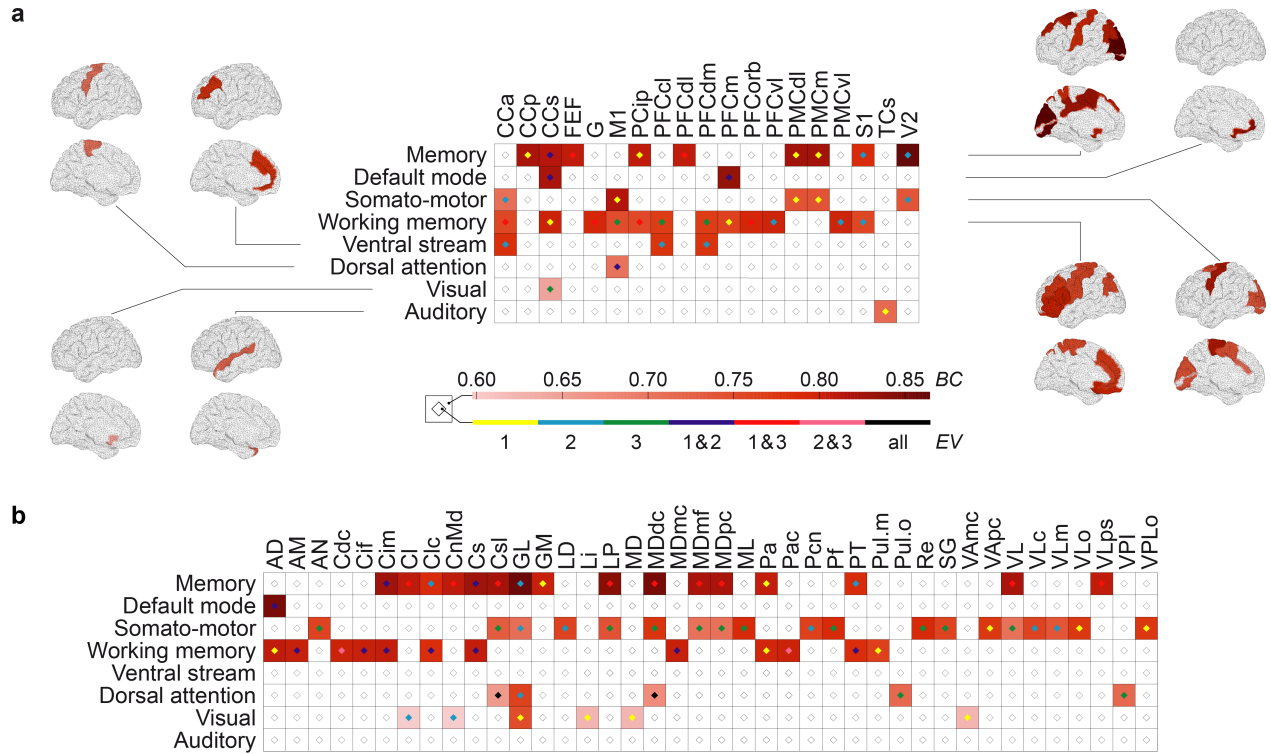 a
CCa CCp CCs FEF G M1 PCip PFCcl PFCdl PFCdm PFCm PFCorb PFCvl PMCdl PMCm PMCvl S1 TCs V2
Memory
Default mode
Somato-motor
Working memory
Ventral stream
Dorsal attention
Visual
Auditory
0.60 0.65 0.70 0.75 0.80 0.85 BC
1 2 3 1&2 1&3 2&3 all EV
b
AD AM AN Cdc Cif Cim Cl Clc CnMd Cs Csl GL GM LD Li LP MD MDdc MDmc MDmf MDpc ML Pa Pac Pcn Pf PT Pul.m Pul.o Re SG VAmc VApc VL VLc VLm VLo VLps VPI VPLo
Memory
Default mode
Somato-motor
Working memory
Ventral stream
Dorsal attention
Visual
Auditory